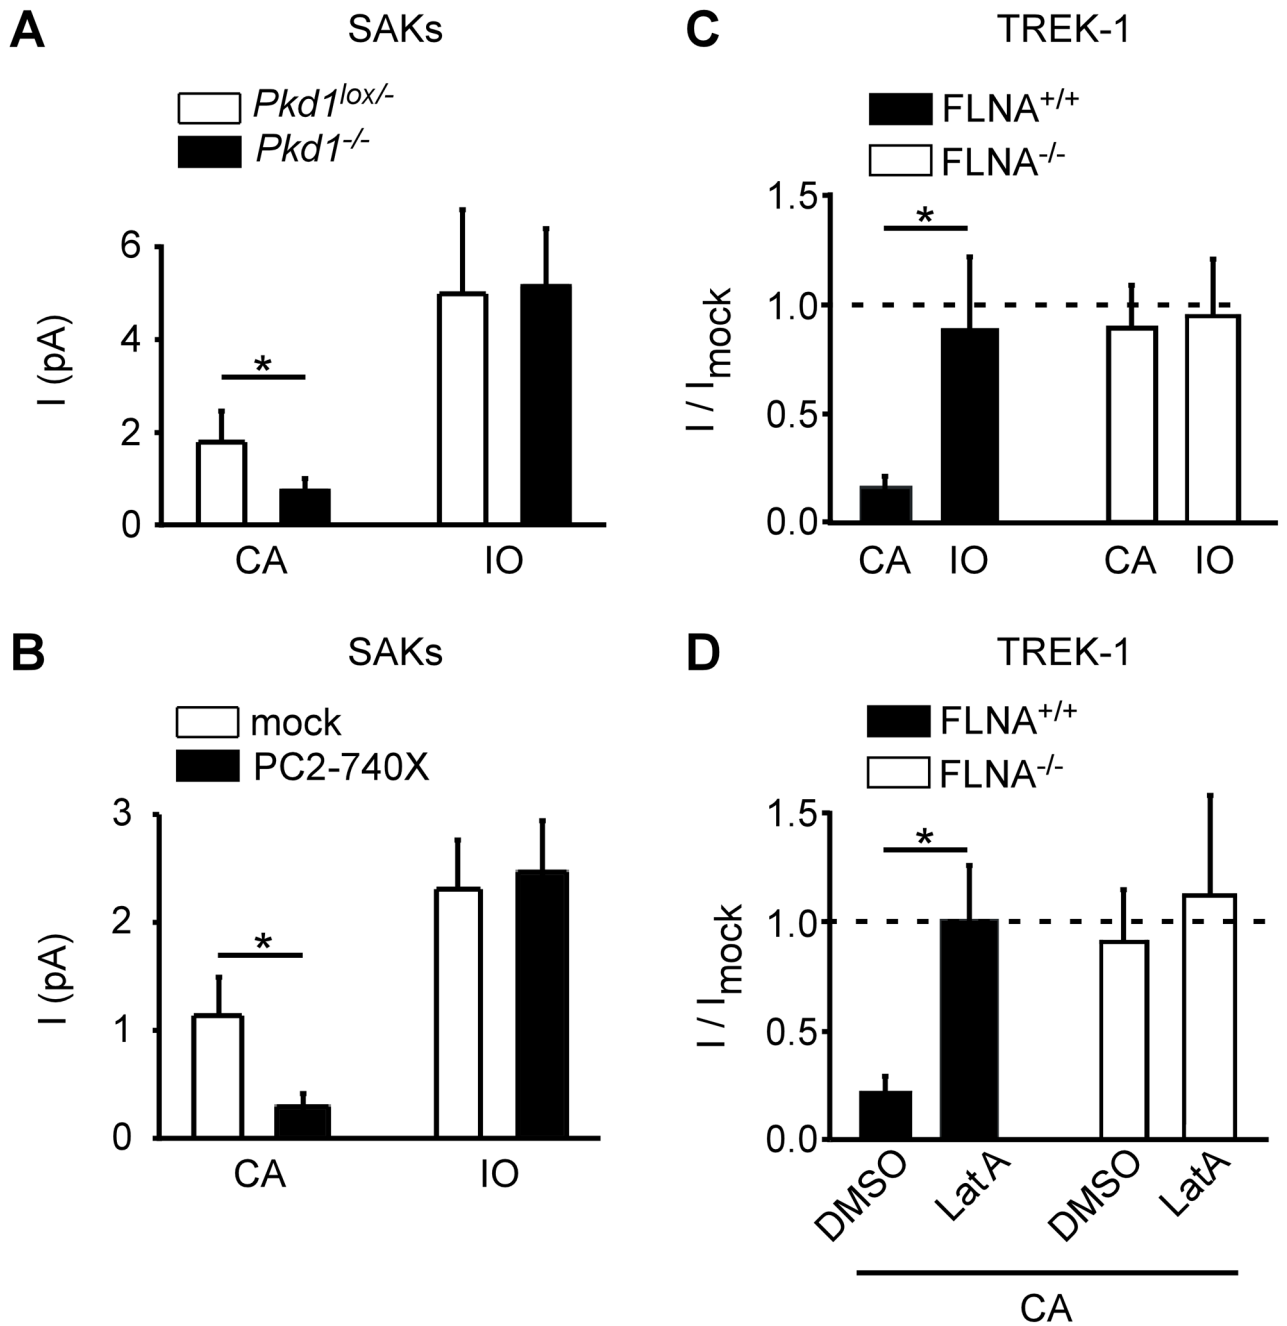 A
SAKs
Pkd1lox/-
Pkd1-/-
I (pA)
6
4
2
0
*
CA
IO
B
SAKs
mock
PC2-740X
I (pA)
3
2
1
0
*
CA
IO
C
TREK-1
FLNA+/+
FLNA-/-
I / Imock
1.5
1.0
0.5
0.0
*
CA
IO
CA
IO
D
TREK-1
FLNA+/+
FLNA-/-
I / Imock
1.5
1.0
0.5
0.0
*
DMSO
Lat A
DMSO
LatA
CA